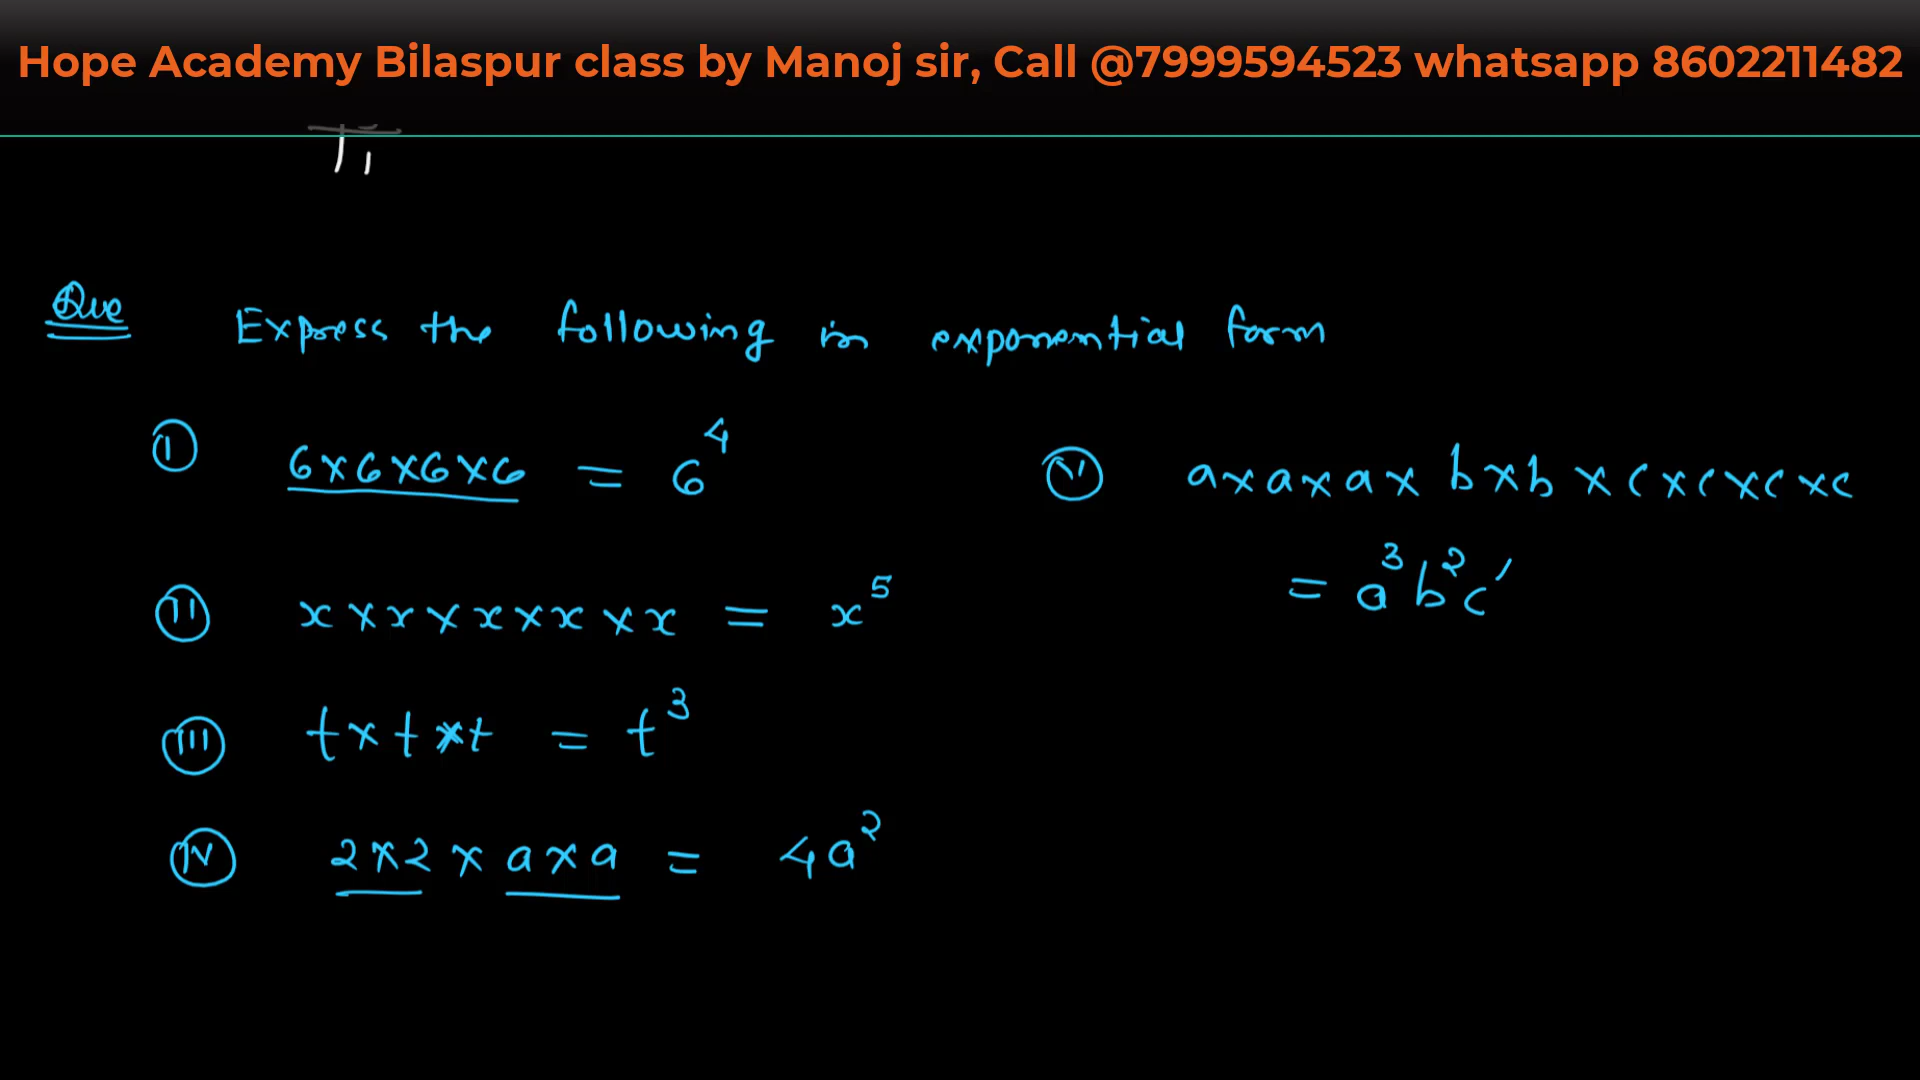 Hope Academy Bilaspur class by Manoj sir, Call @7999594523 whatsapp 8602211482
Que Express the following in exponential form
(I) 6×6×6×6 = 6⁴
(II) x×x×x×x×x = x⁵
(III) t×t×t = t³
(IV) 2×2×a×a = 4a²
(V) a×a×a×b×b×c×c×c×c
= a³b²c